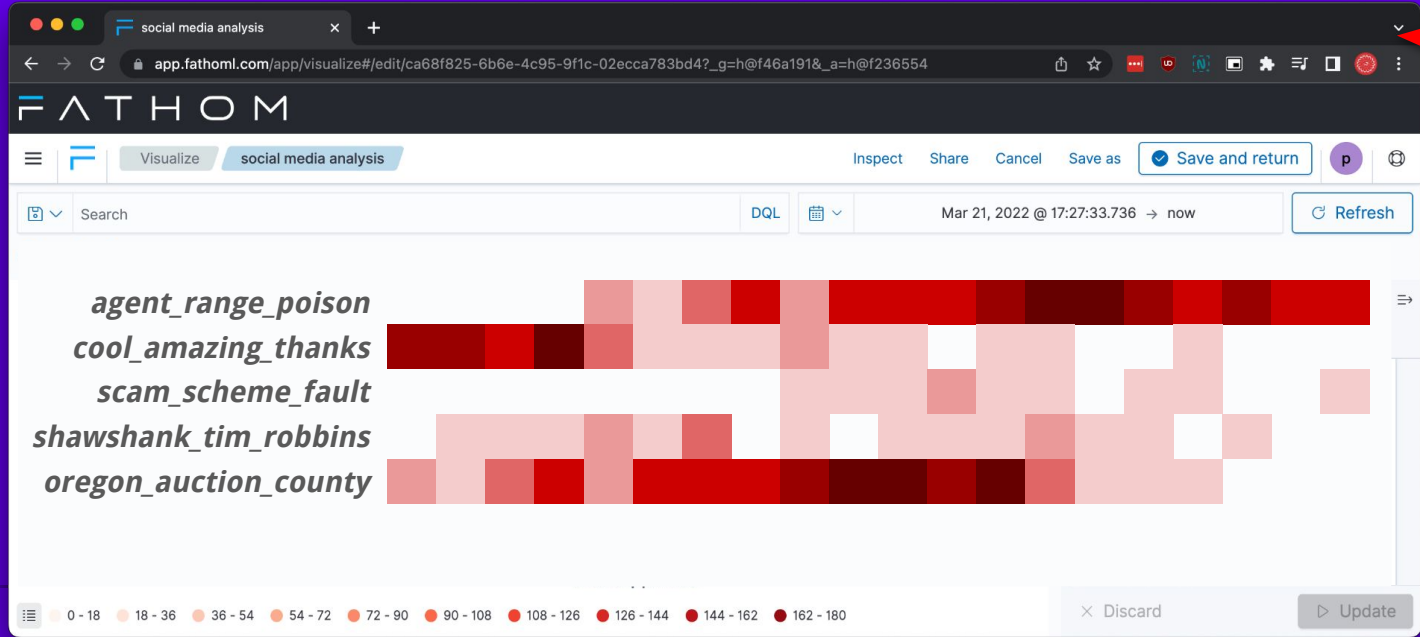 social media analysis
app.fathoml.com/app/visualize#/edit/ca68f825-6b6e-4c95-9f1c-02ecca783bd4?_g=h@f46a191&_a=h@f236554
FATHOM
Visualize social media analysis Inspect Share Cancel Save as Save and return p
Search DQL Mar 21, 2022 @ 17:27:33.736 → now Refresh
agent_range_poison
cool_amazing_thanks
scam_scheme_fault
shawshank_tim_robbins
oregon_auction_county
0 - 18 18 - 36 36 - 54 54 - 72 72 - 90 90 - 108 108 - 126 126 - 144 144 - 162 162 - 180 Discard Update